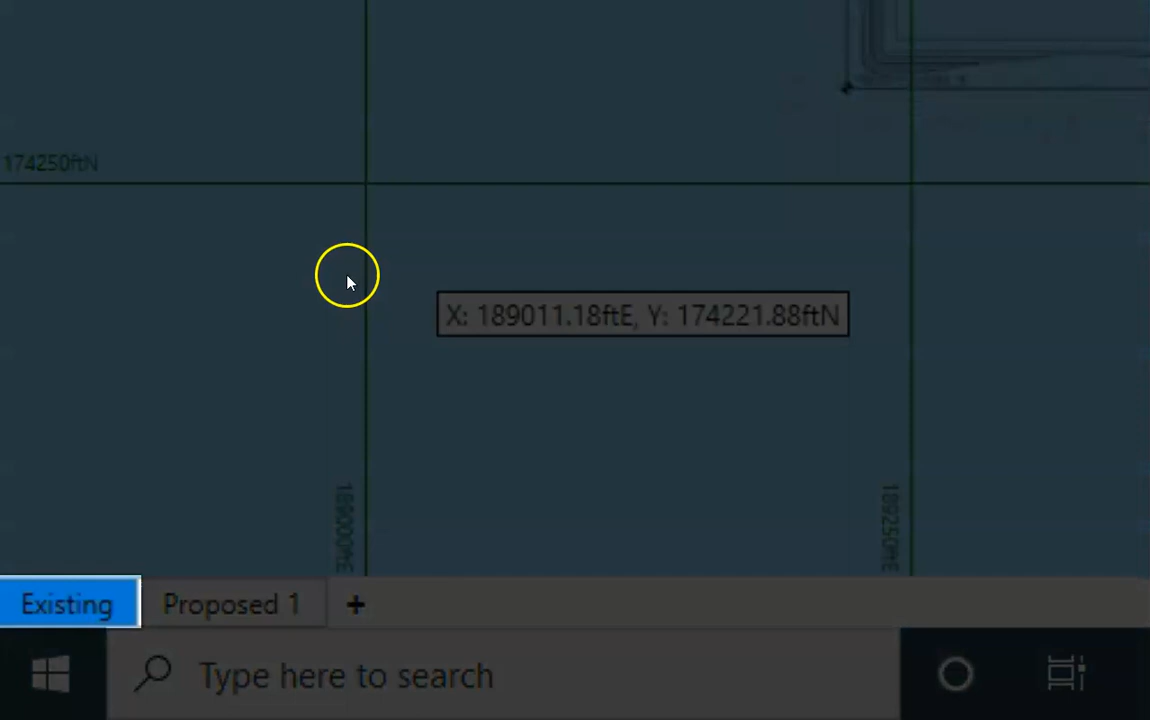 174250ftN
X: 189011.18ftE, Y: 174221.88ftN
189000ftE
189250ftE
Existing
Proposed 1
+
Type here to search